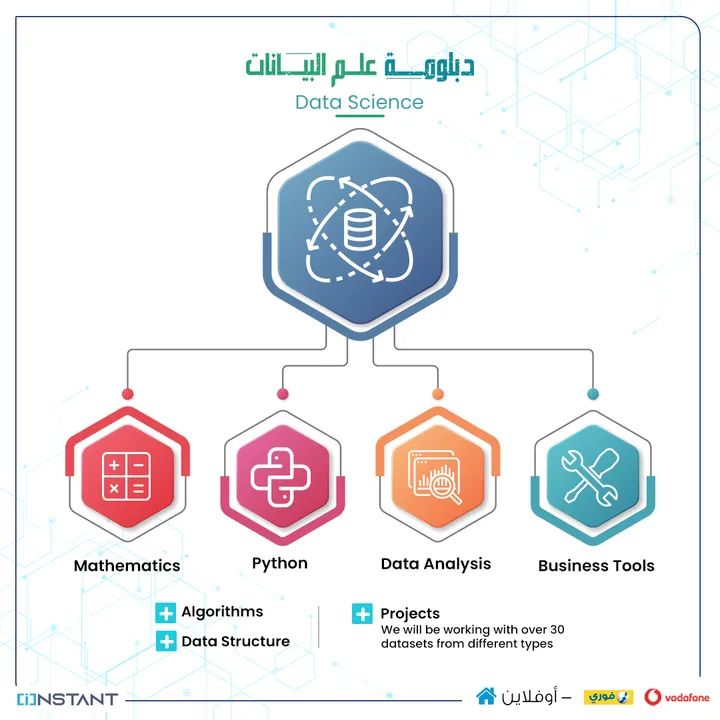 دبلومة علم البيانات
Data Science
Mathematics
Python
Data Analysis
Business Tools
Algorithms
Data Structure
Projects
We will be working with over 30
datasets from different types
INSTANT
أوفلاين –
فوري
vodafone